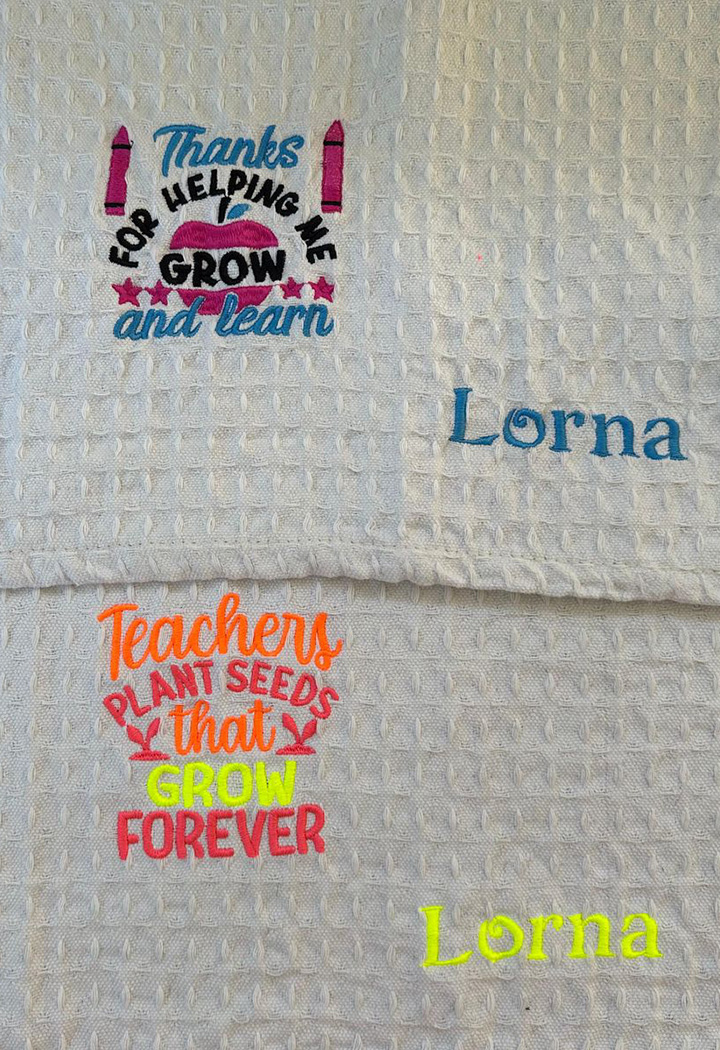 Thanks
FOR HELPING ME
GROW
and learn
Lorna
Teachers
PLANT SEEDS
that
GROW
FOREVER
Lorna